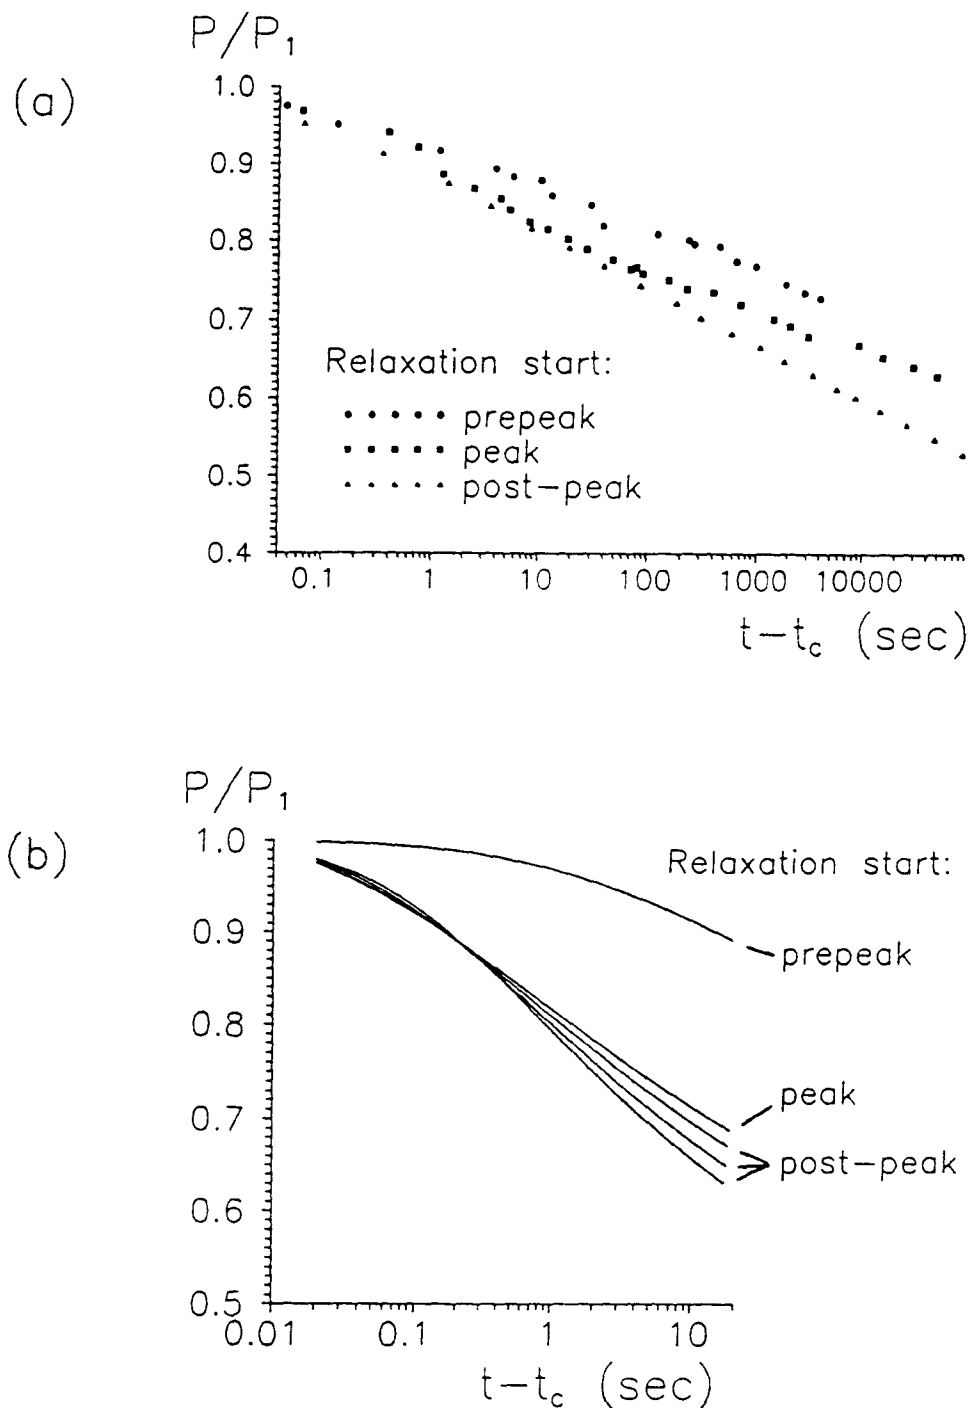 P/P1
(a)
1.0
0.9
0.8
0.7
0.6
0.5
0.4
Relaxation start:
prepeak
peak
post-peak
0.1 1 10 100 1000 10000
t-tc (sec)
P/P1
(b)
1.0
0.9
0.8
0.7
0.6
0.5
Relaxation start:
prepeak
peak
post-peak
0.01 0.1 1 10
t-tc (sec)